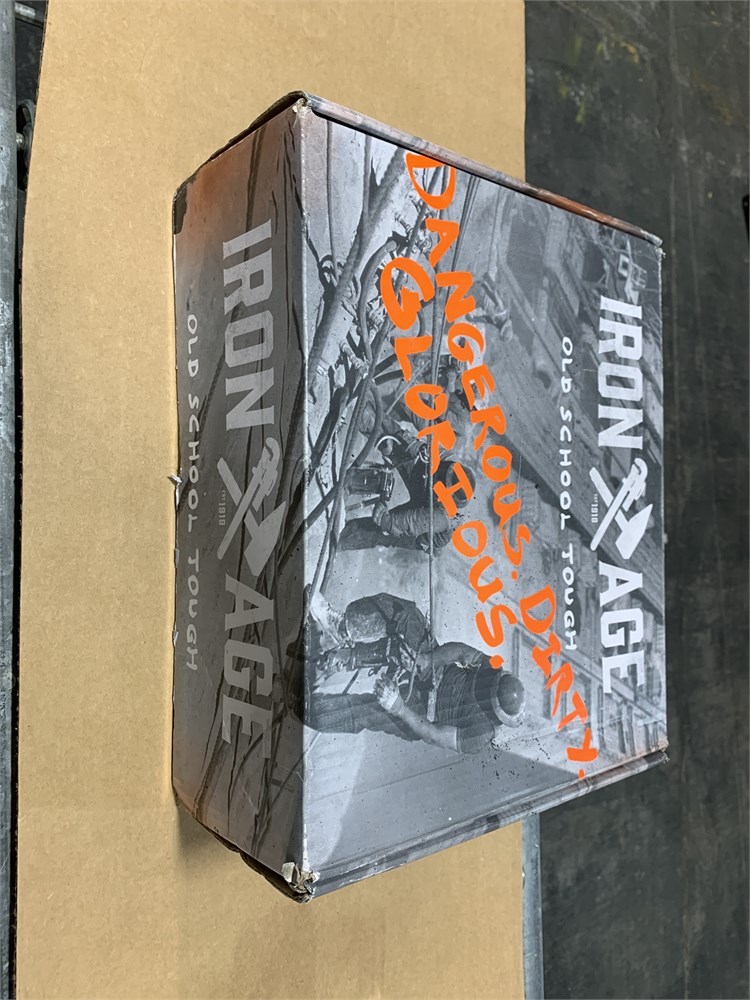 IRON AGE
EST 1918
OLD SCHOOL TOUGH
DANGEROUS. DIRTY.
GLORIOUS.
IRON AGE
EST 1918
OLD SCHOOL TOUGH